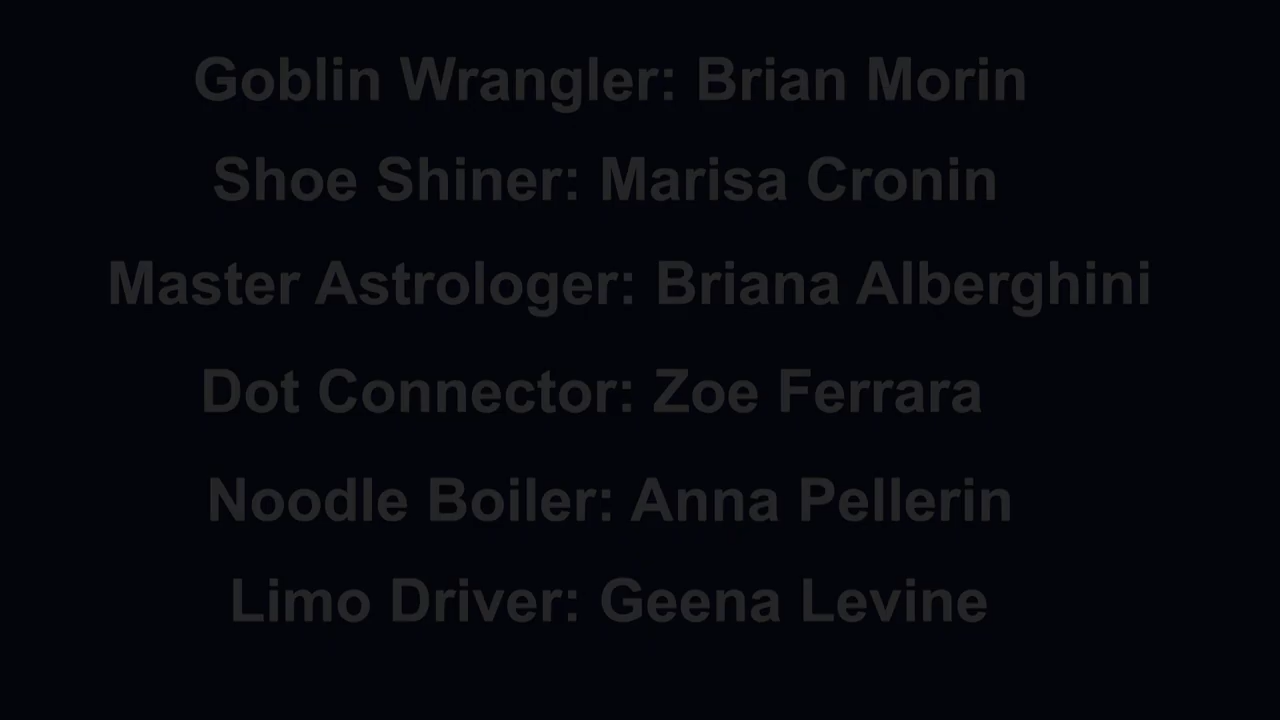 Goblin Wrangler: Brian Morin
Shoe Shiner: Marisa Cronin
Master Astrologer: Briana Alberghini
Dot Connector: Zoe Ferrara
Noodle Boiler: Anna Pellerin
Limo Driver: Geena Levine